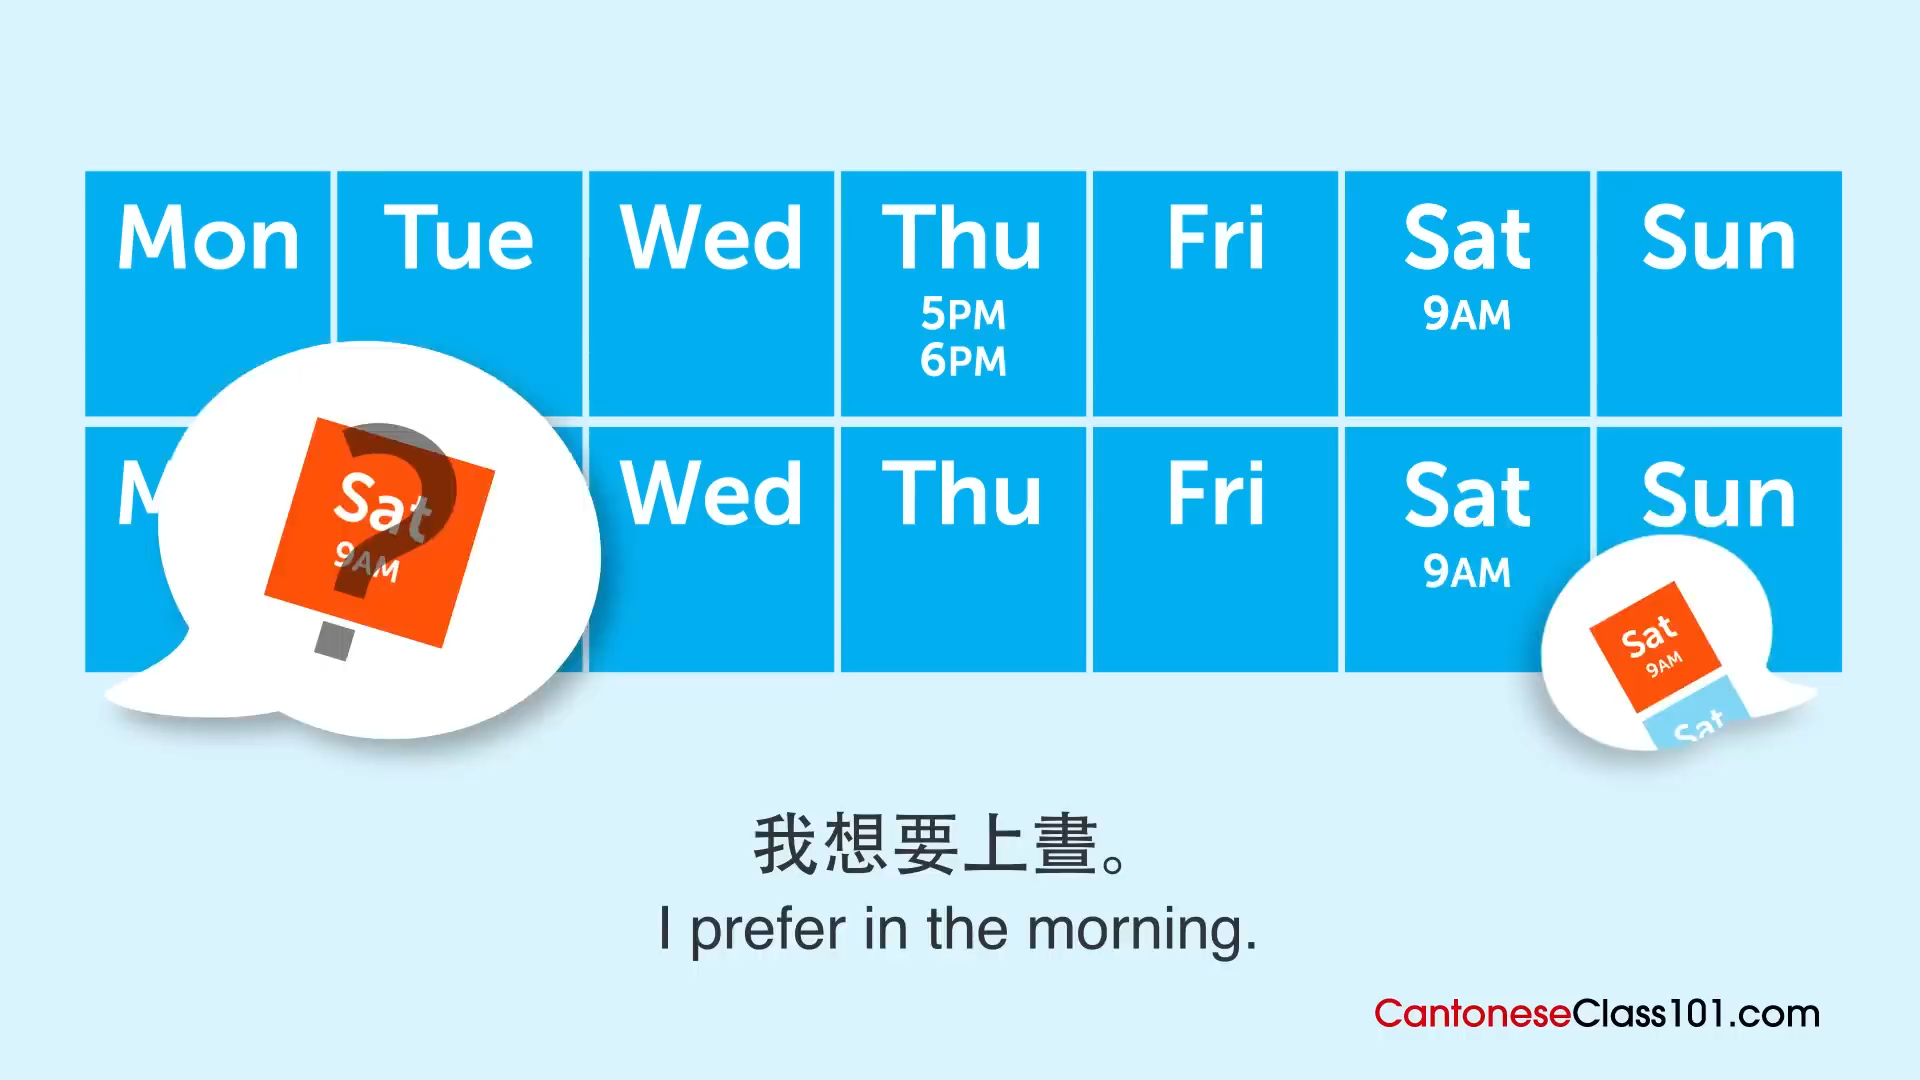 Mon Tue Wed Thu Fri Sat Sun
5PM 9AM
6PM
Wed Thu Fri Sat Sun
9AM
Sat
9AM
?
Sat
9AM
Sat
我想要上晝。
I prefer in the morning.
CantoneseClass101.com